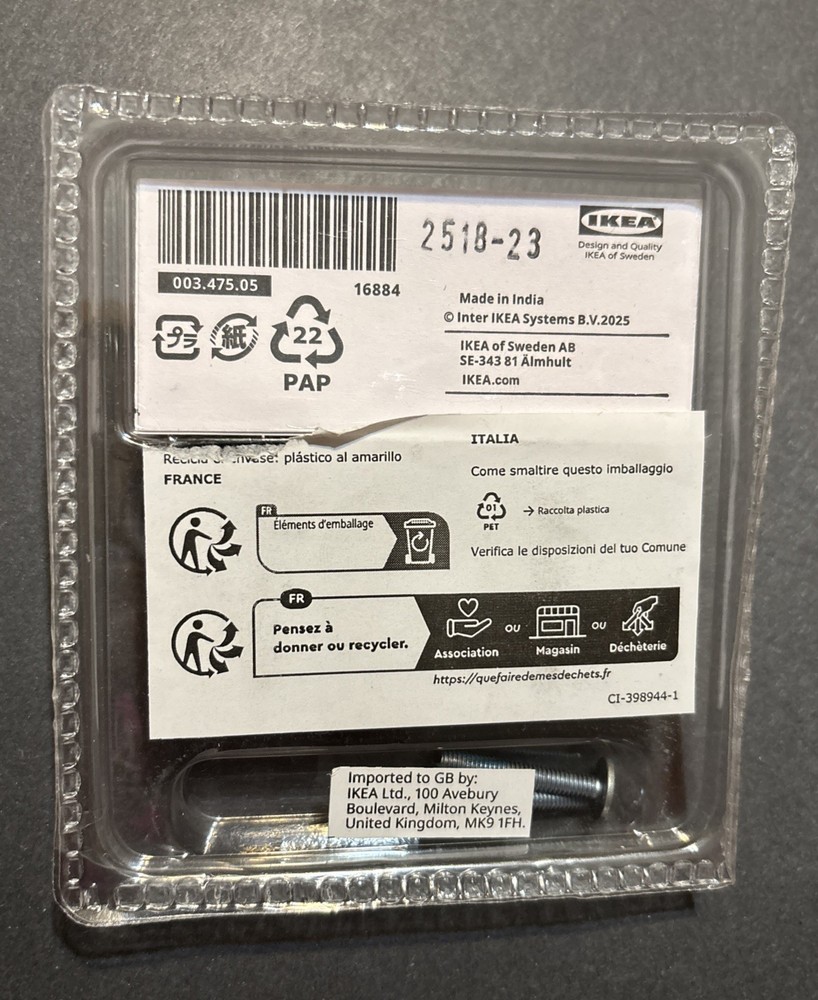 2518-23
IKEA
Design and Quality
IKEA of Sweden
003.475.05
16884
Made in India
© Inter IKEA Systems B.V.2025
IKEA of Sweden AB
SE-343 81 Älmhult
IKEA.com
プラ
紙
22
PAP
plástico al amarillo
FRANCE
FR
Éléments d'emballage
FR
Pensez à
donner ou recycler.
Association
OU
Magasin
OU
Déchèterie
https://quefairedemesdechets.fr
ITALIA
Come smaltire questo imballaggio
01
PET
→ Raccolta plastica
Verifica le disposizioni del tuo Comune
CI-398944-1
Imported to GB by:
IKEA Ltd., 100 Avebury
Boulevard, Milton Keynes,
United Kingdom, MK9 1FH.